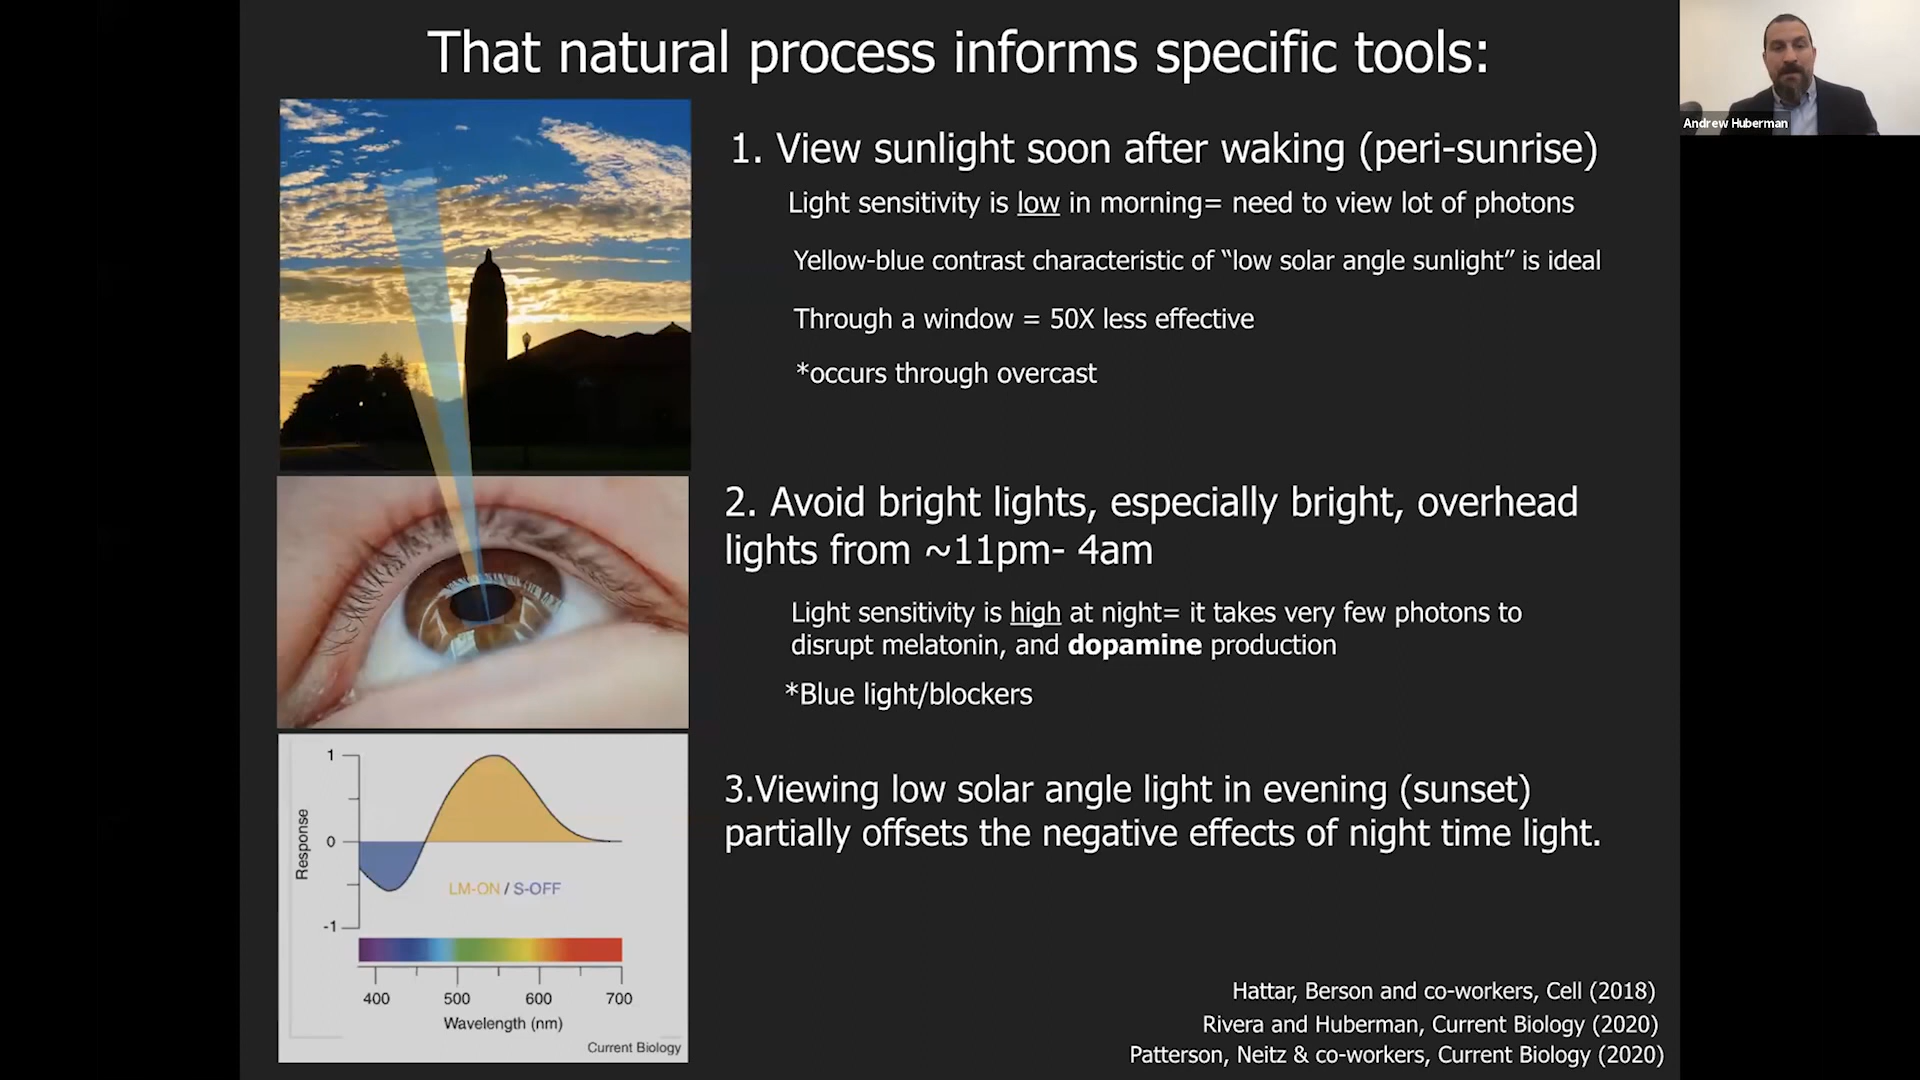 That natural process informs specific tools:
Andrew Huberman
1. View sunlight soon after waking (peri-sunrise)
Light sensitivity is low in morning= need to view lot of photons
Yellow-blue contrast characteristic of “low solar angle sunlight” is ideal
Through a window = 50X less effective
*occurs through overcast
2. Avoid bright lights, especially bright, overhead
lights from ~11pm- 4am
Light sensitivity is high at night= it takes very few photons to
disrupt melatonin, and dopamine production
*Blue light/blockers
3.Viewing low solar angle light in evening (sunset)
partially offsets the negative effects of night time light.
1
0
-1
Response
LM-ON / S-OFF
400 500 600 700
Wavelength (nm)
Current Biology
Hattar, Berson and co-workers, Cell (2018)
Rivera and Huberman, Current Biology (2020)
Patterson, Neitz & co-workers, Current Biology (2020)